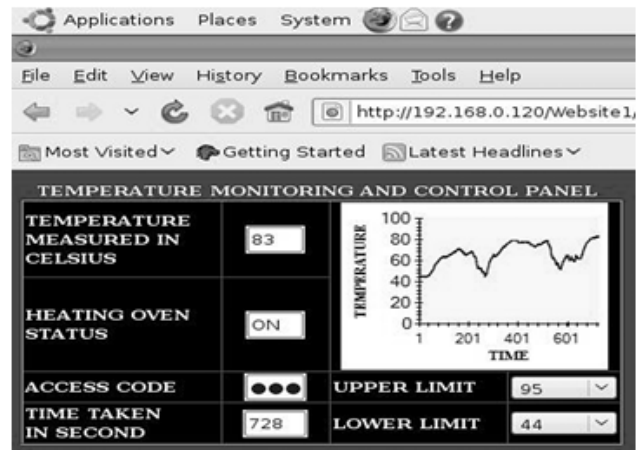 Applications Places System
File Edit View History Bookmarks Tools Help
http://192.168.0.120/Website1/
Most Visited Getting Started Latest Headlines
TEMPERATURE MONITORING AND CONTROL PANEL
TEMPERATURE
MEASURED IN
CELSIUS
83
TEMPERATURE
100
80
60
40
20
0
1 201 401 601
TIME
HEATING OVEN
STATUS
ON
ACCESS CODE ●●● UPPER LIMIT 95
TIME TAKEN
IN SECOND
728 LOWER LIMIT 44